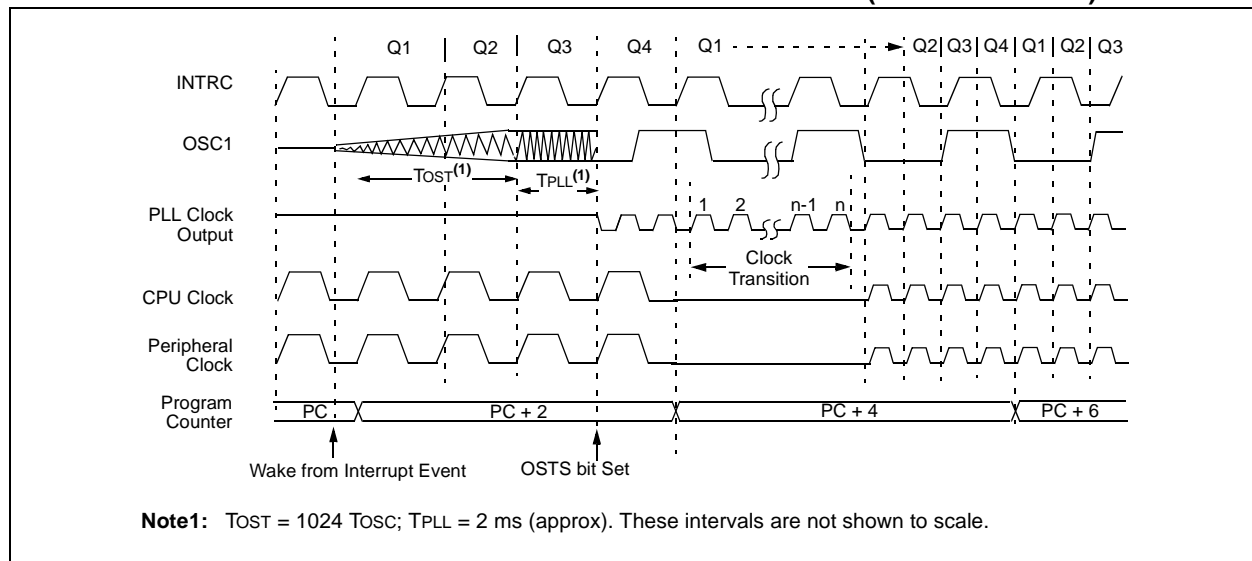 Q1 Q2 Q3 Q4 Q1 Q2 Q3 Q4 Q1 Q2 Q3
INTRC
OSC1
TOST(1)
TPLL(1)
PLL Clock
Output
1 2 n-1 n
Clock
Transition
CPU Clock
Peripheral
Clock
Program
Counter
PC PC + 2 PC + 4 PC + 6
Wake from Interrupt Event
OSTS bit Set
Note1: TOST = 1024 TOSC; TPLL = 2 ms (approx). These intervals are not shown to scale.